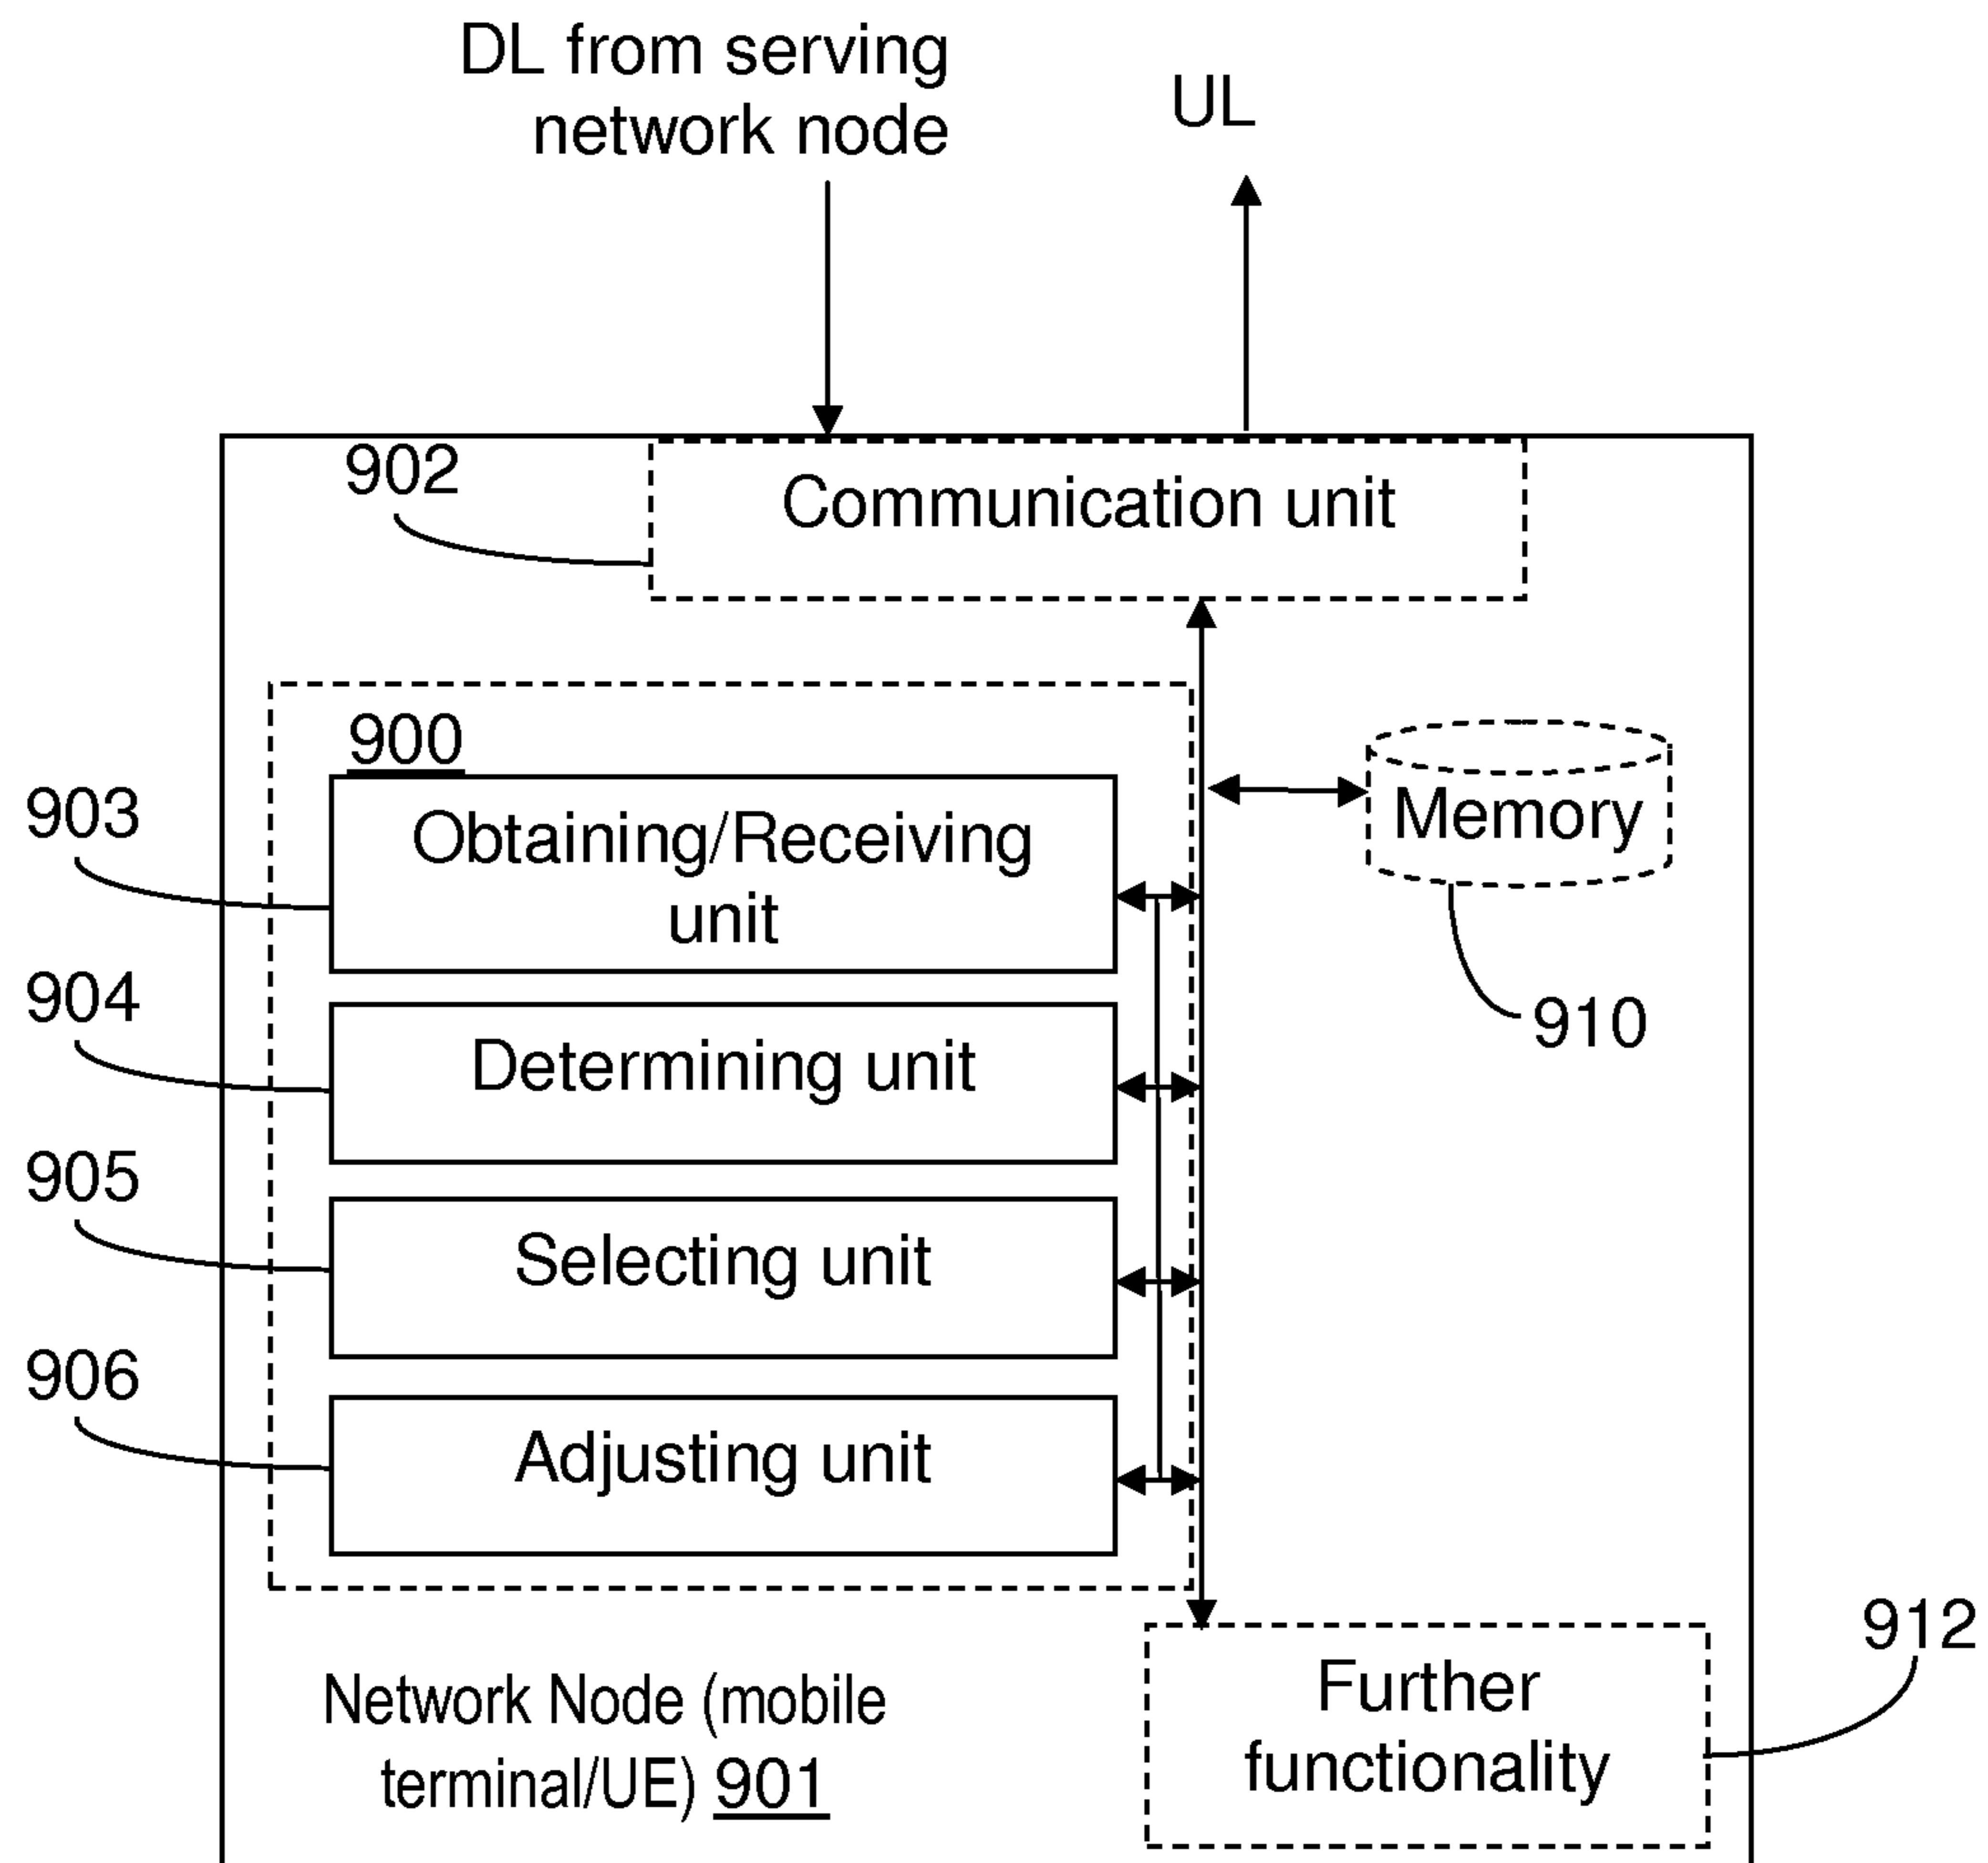 DL from serving
network node
UL
902
Communication unit
900
903
Obtaining/Receiving
unit
Memory
904
910
Determining unit
905
Selecting unit
906
Adjusting unit
912
Further
functionality
Network Node (mobile
terminal/UE) 901